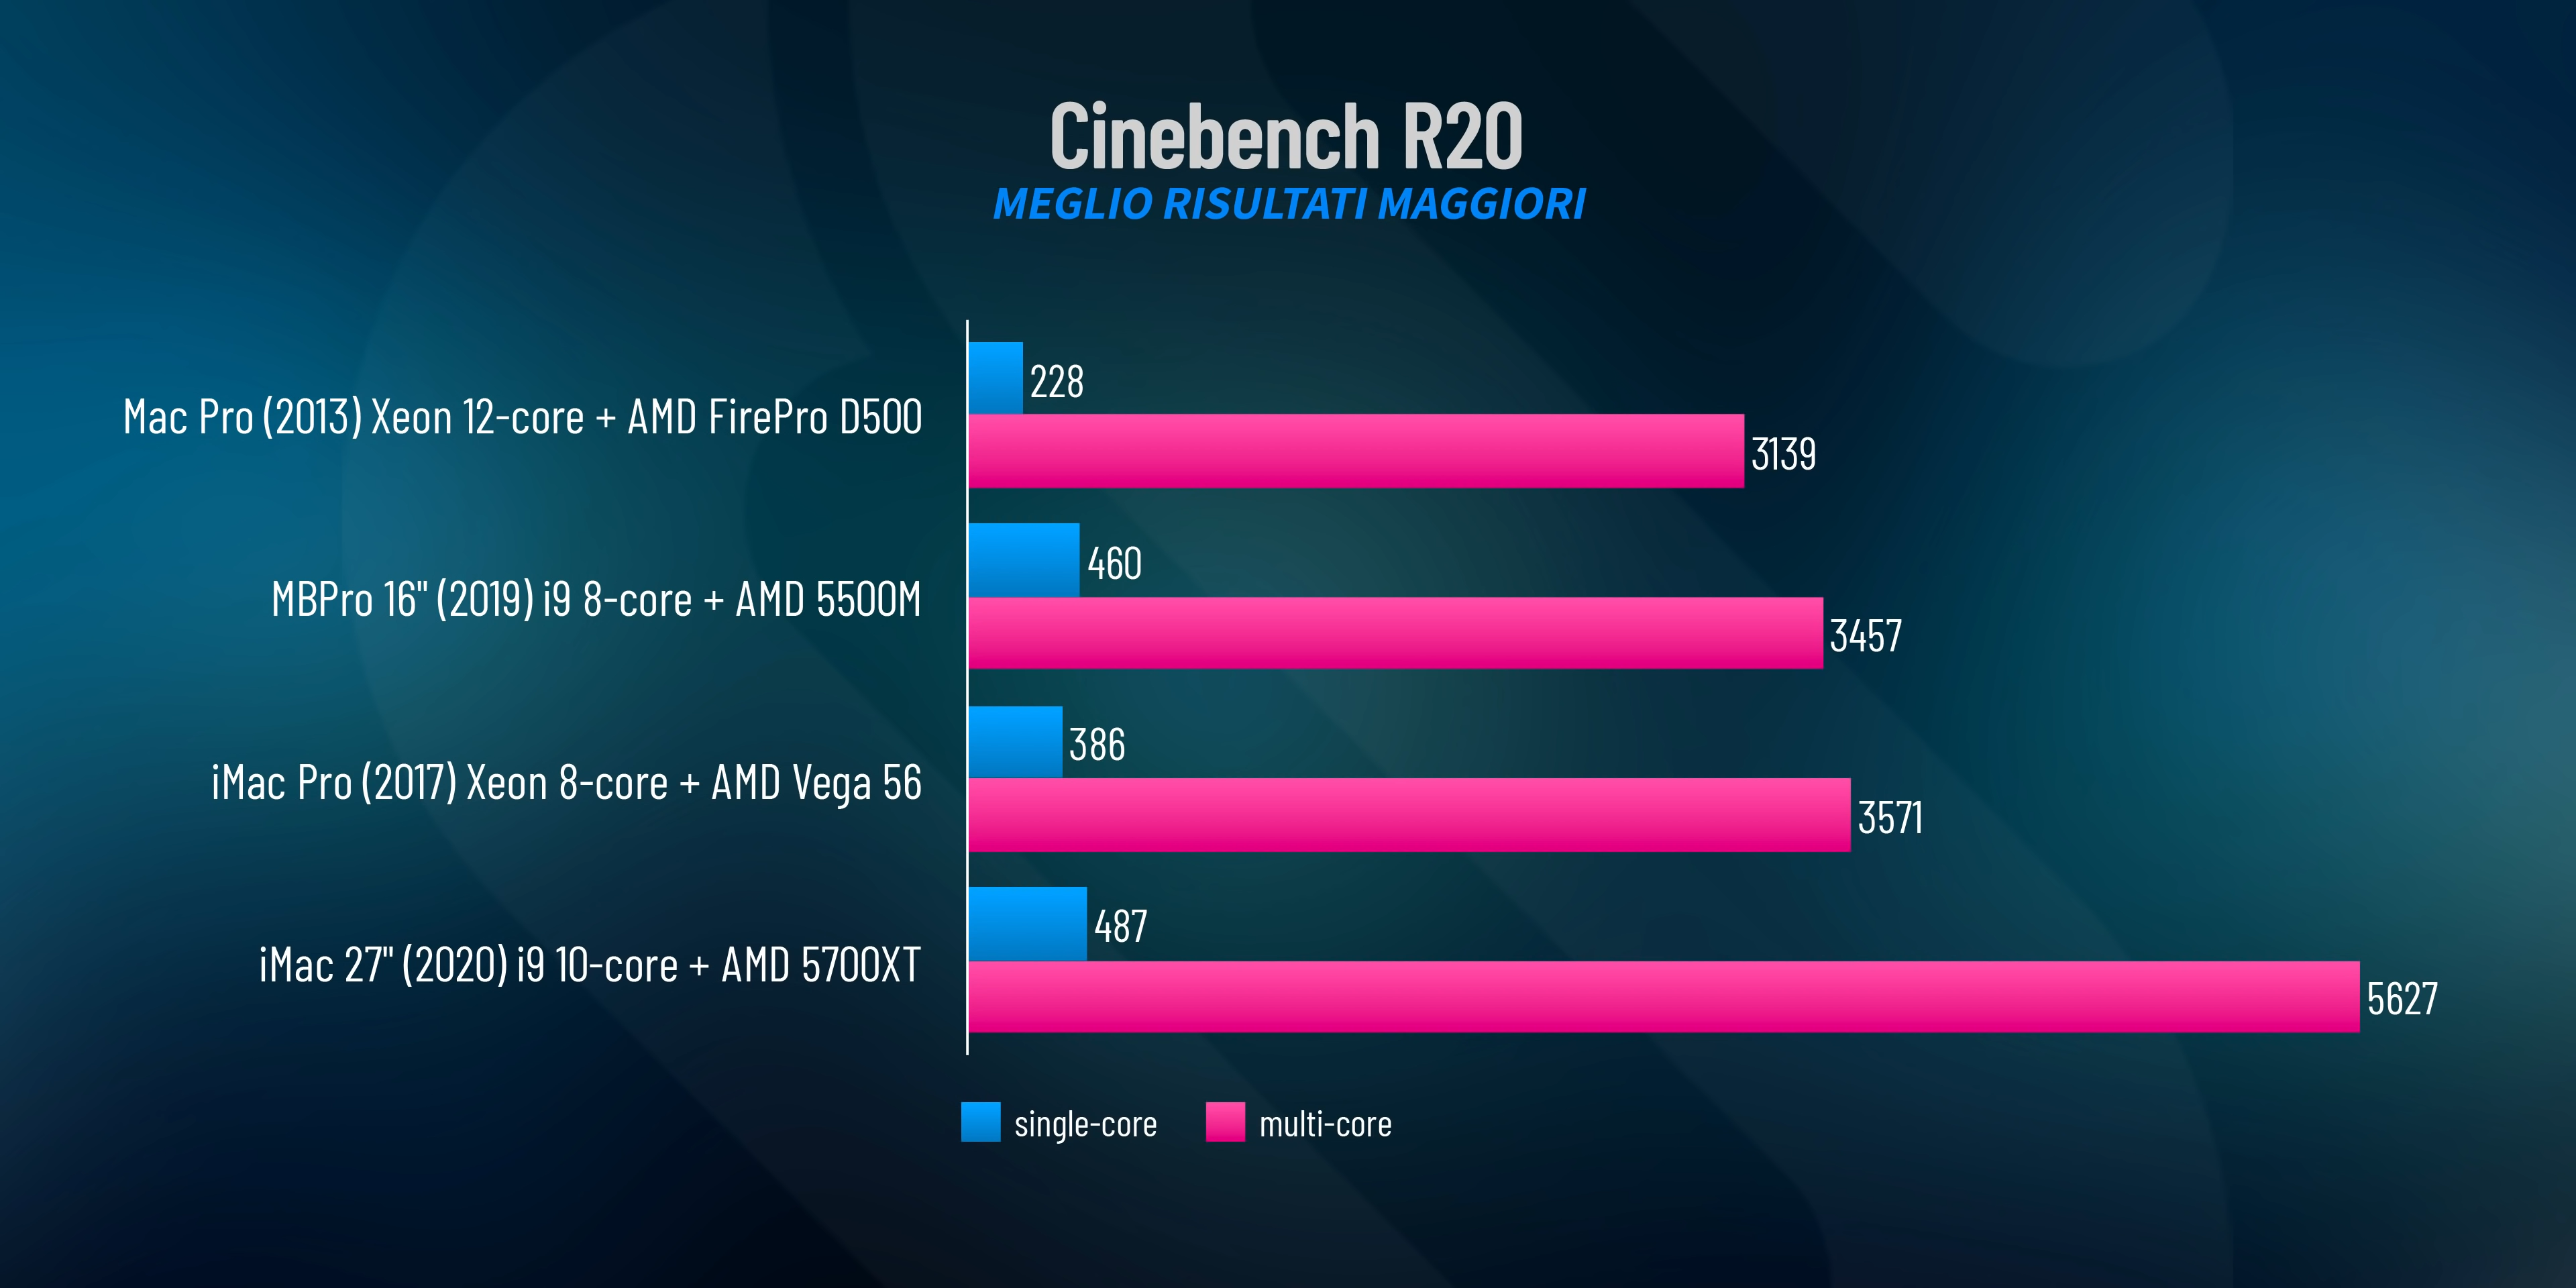 Cinebench R20
MEGLIO RISULTATI MAGGIORI
Mac Pro (2013) Xeon 12-core + AMD FirePro D500
228
3139
MBPro 16" (2019) i9 8-core + AMD 5500M
460
3457
iMac Pro (2017) Xeon 8-core + AMD Vega 56
386
3571
iMac 27" (2020) i9 10-core + AMD 5700XT
487
5627
single-core multi-core